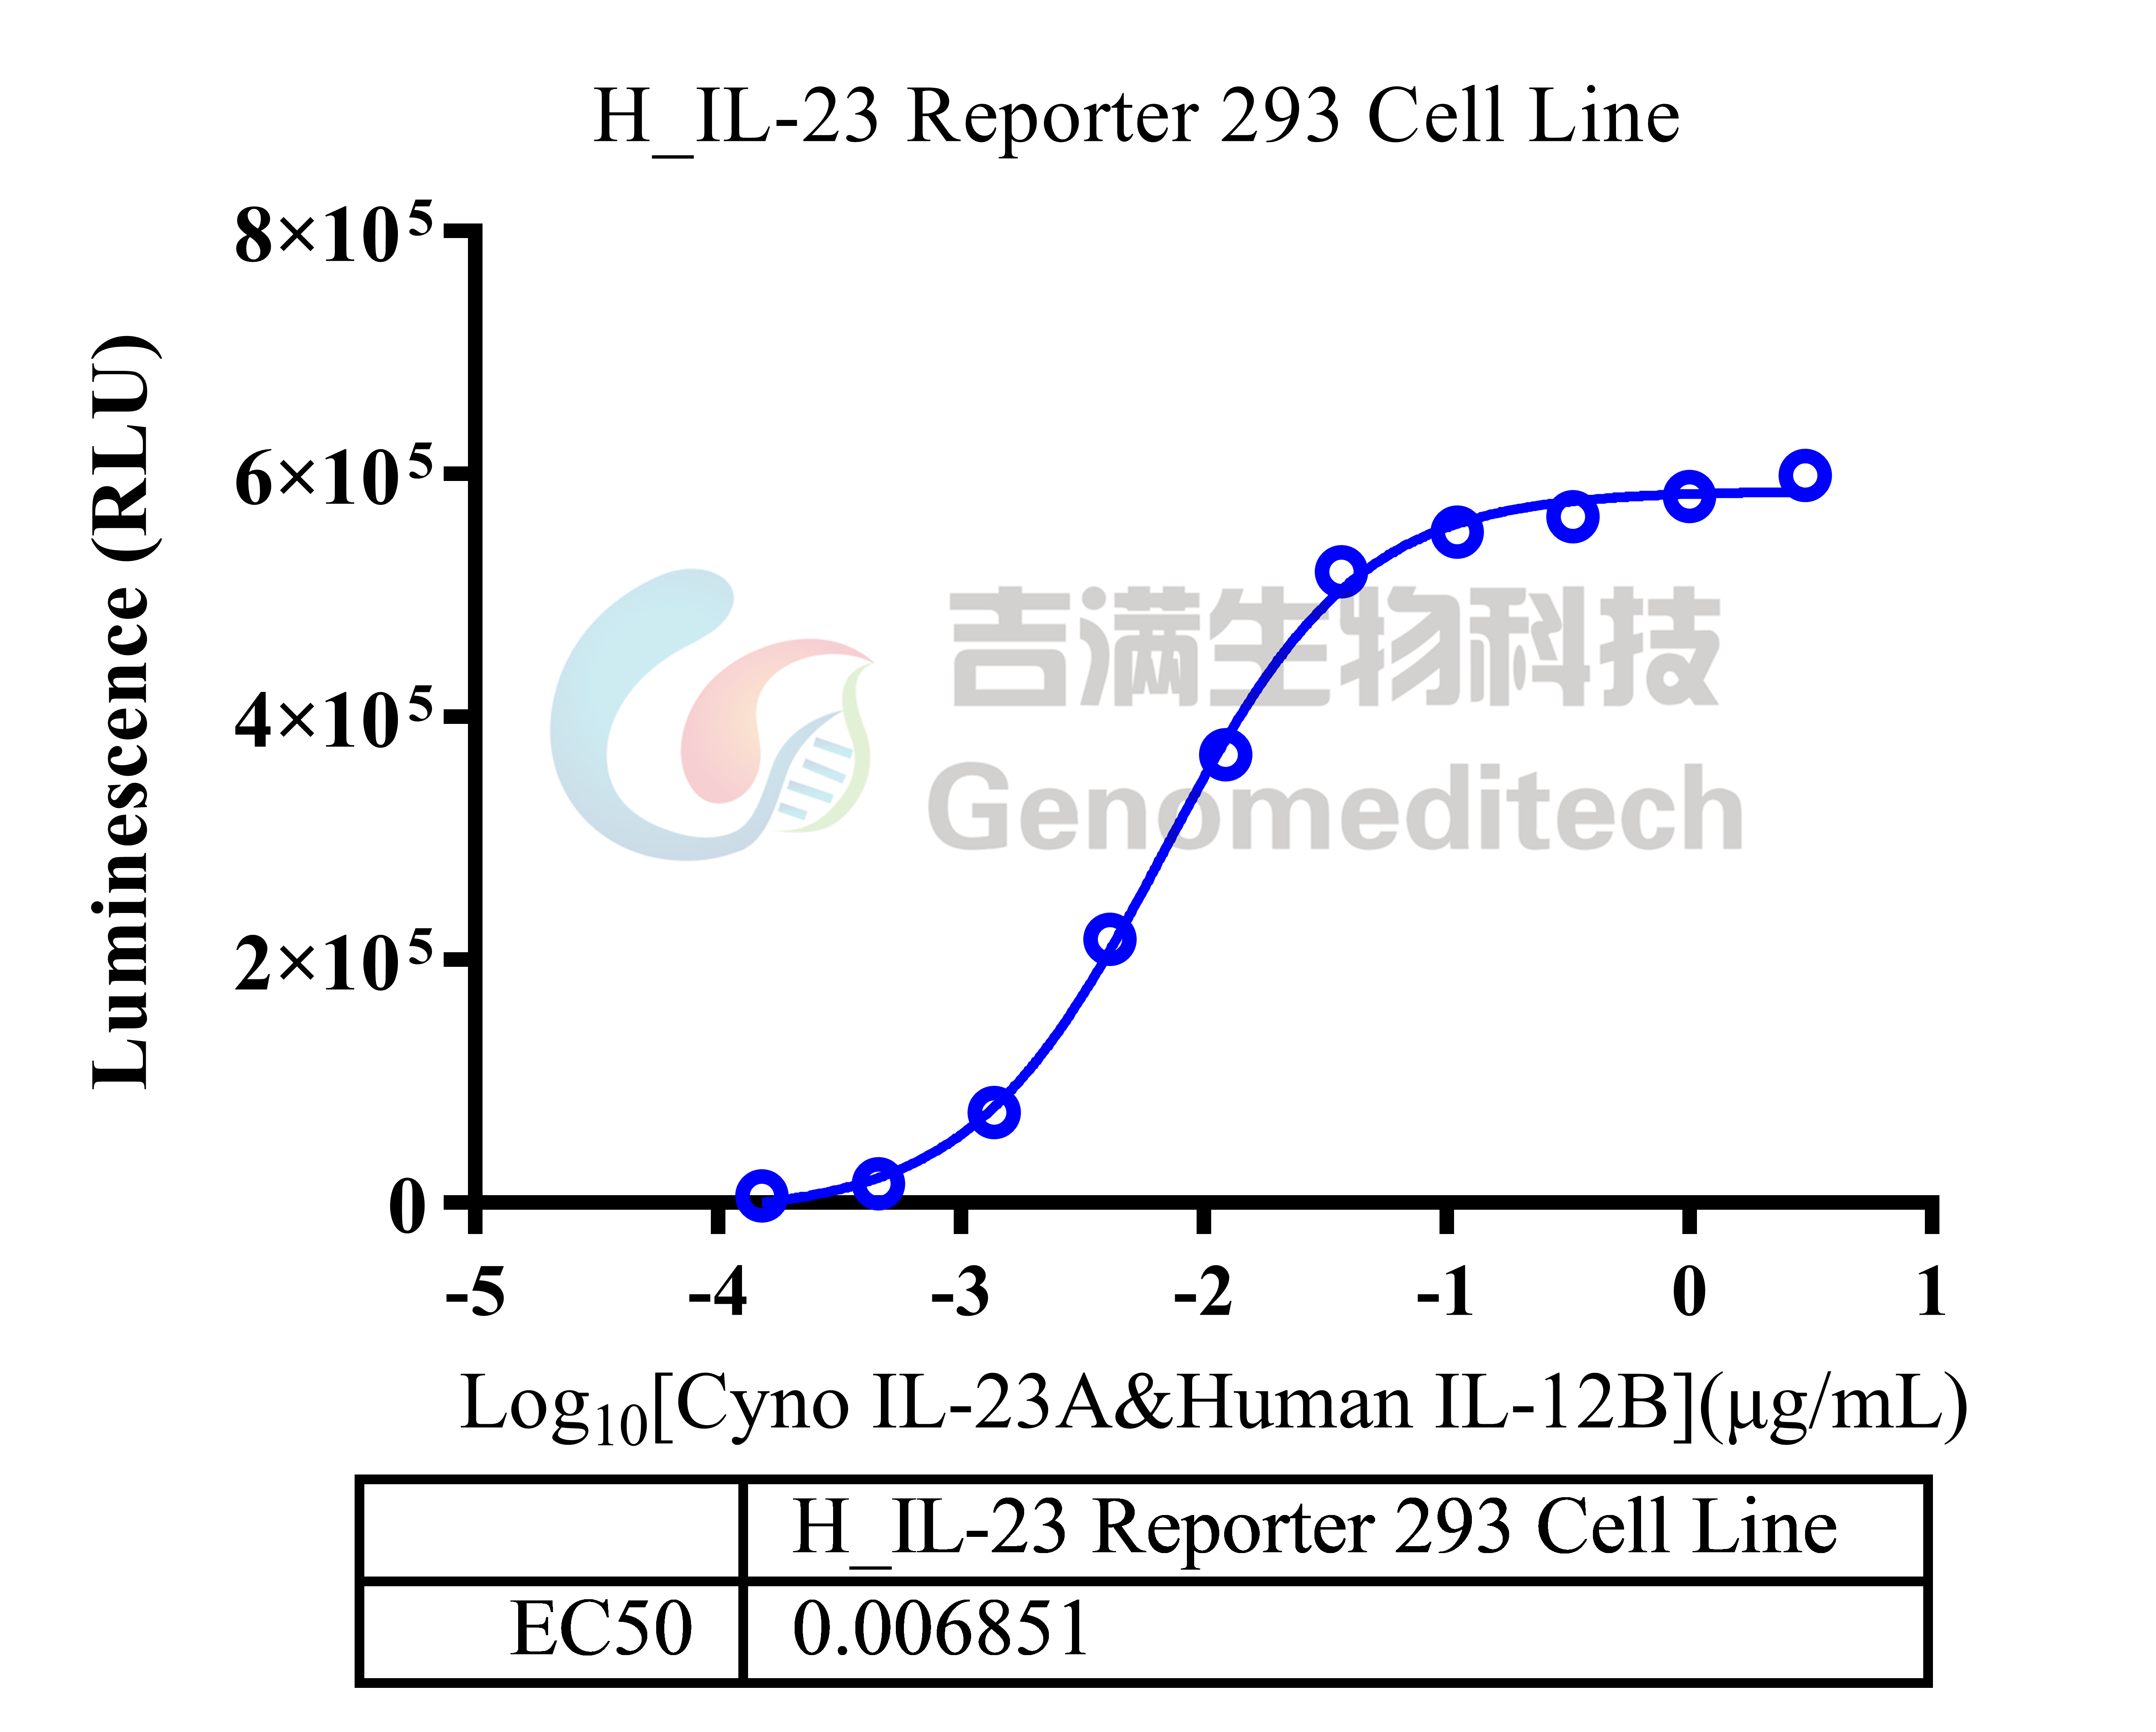 H_IL-23 Reporter 293 Cell Line
Luminescence (RLU)
8×10⁵
6×10⁵
4×10⁵
2×10⁵
0
吉满生物科技
Genomeditech
-5 -4 -3 -2 -1 0 1
Log₁₀[Cyno IL-23A&Human IL-12B](μg/mL)
H_IL-23 Reporter 293 Cell Line
EC50 0.006851